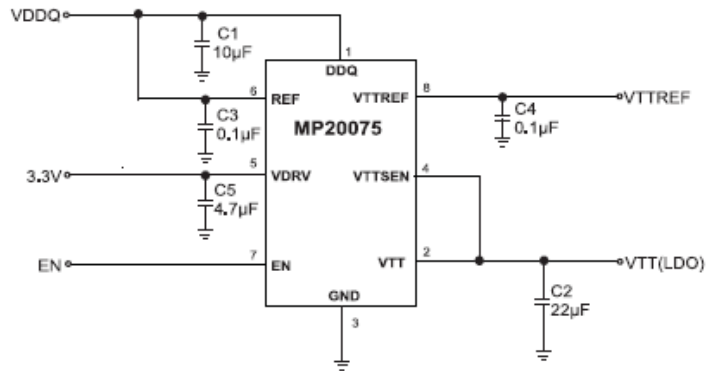 VDDQ
C1
10µF
1
DDQ
6
REF
VTTREF
8
VTTREF
C3
0.1µF
MP20075
C4
0.1µF
3.3V
5
VDRV
VTTSEN
4
C5
4.7µF
EN
7
EN
VTT
2
VTT(LDO)
GND
3
C2
22µF